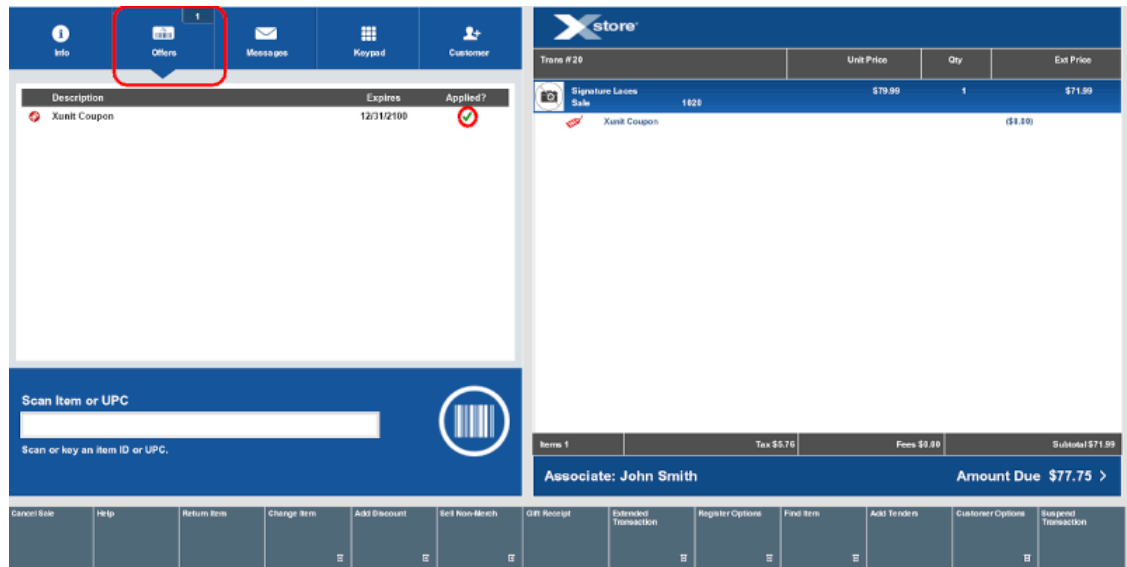 1
Info
Offers
Messages
Keypad
Customer
Description Expires Applied?
Xunit Coupon 12/31/2100
Scan Item or UPC
Scan or key an item ID or UPC.
Xstore
Trans #20 Unit Price Qty Ext Price
Signature Laces $79.99 1 $71.99
Sale 1020
Xunit Coupon ($8.00)
Items 1 Tax $5.76 Fees $0.00 Subtotal $71.99
Associate: John Smith Amount Due $77.75 >
Cancel Sale
Help
Return Item
Change Item
Add Discount
Sell Non-Merch
Gift Receipt
Extended
Transaction
Register Options
Find Item
Add Tenders
Customer Options
Suspend
Transaction